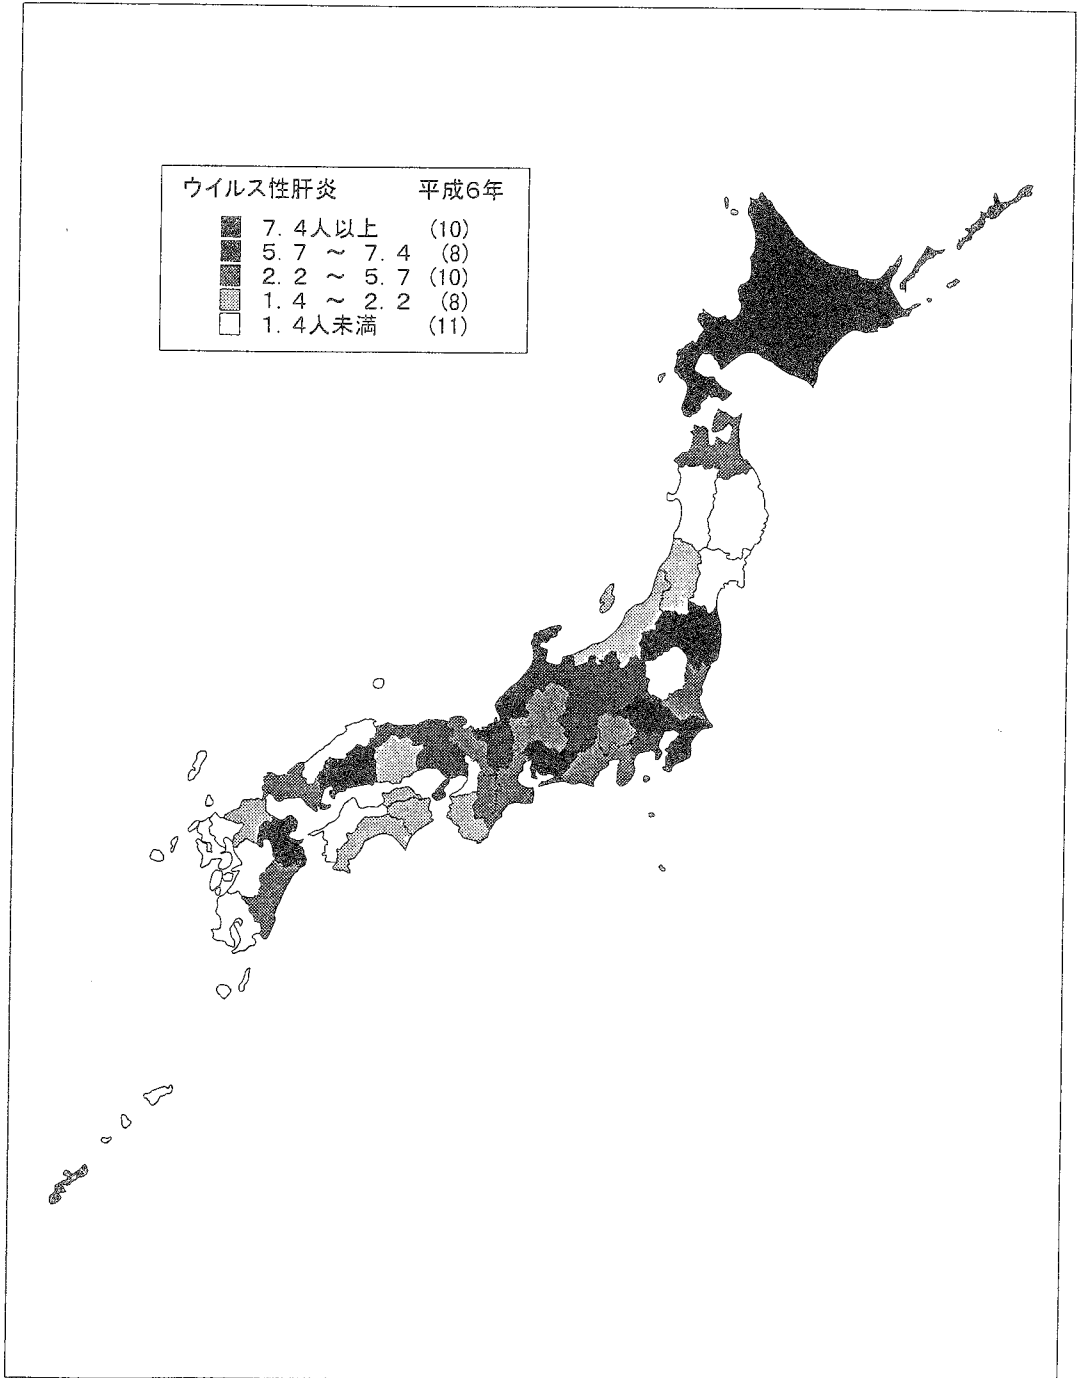 ウイルス性肝炎 平成6年
7.4人以上 (10)
5.7 ～ 7.4 (8)
2.2 ～ 5.7 (10)
1.4 ～ 2.2 (8)
1.4人未満 (11)